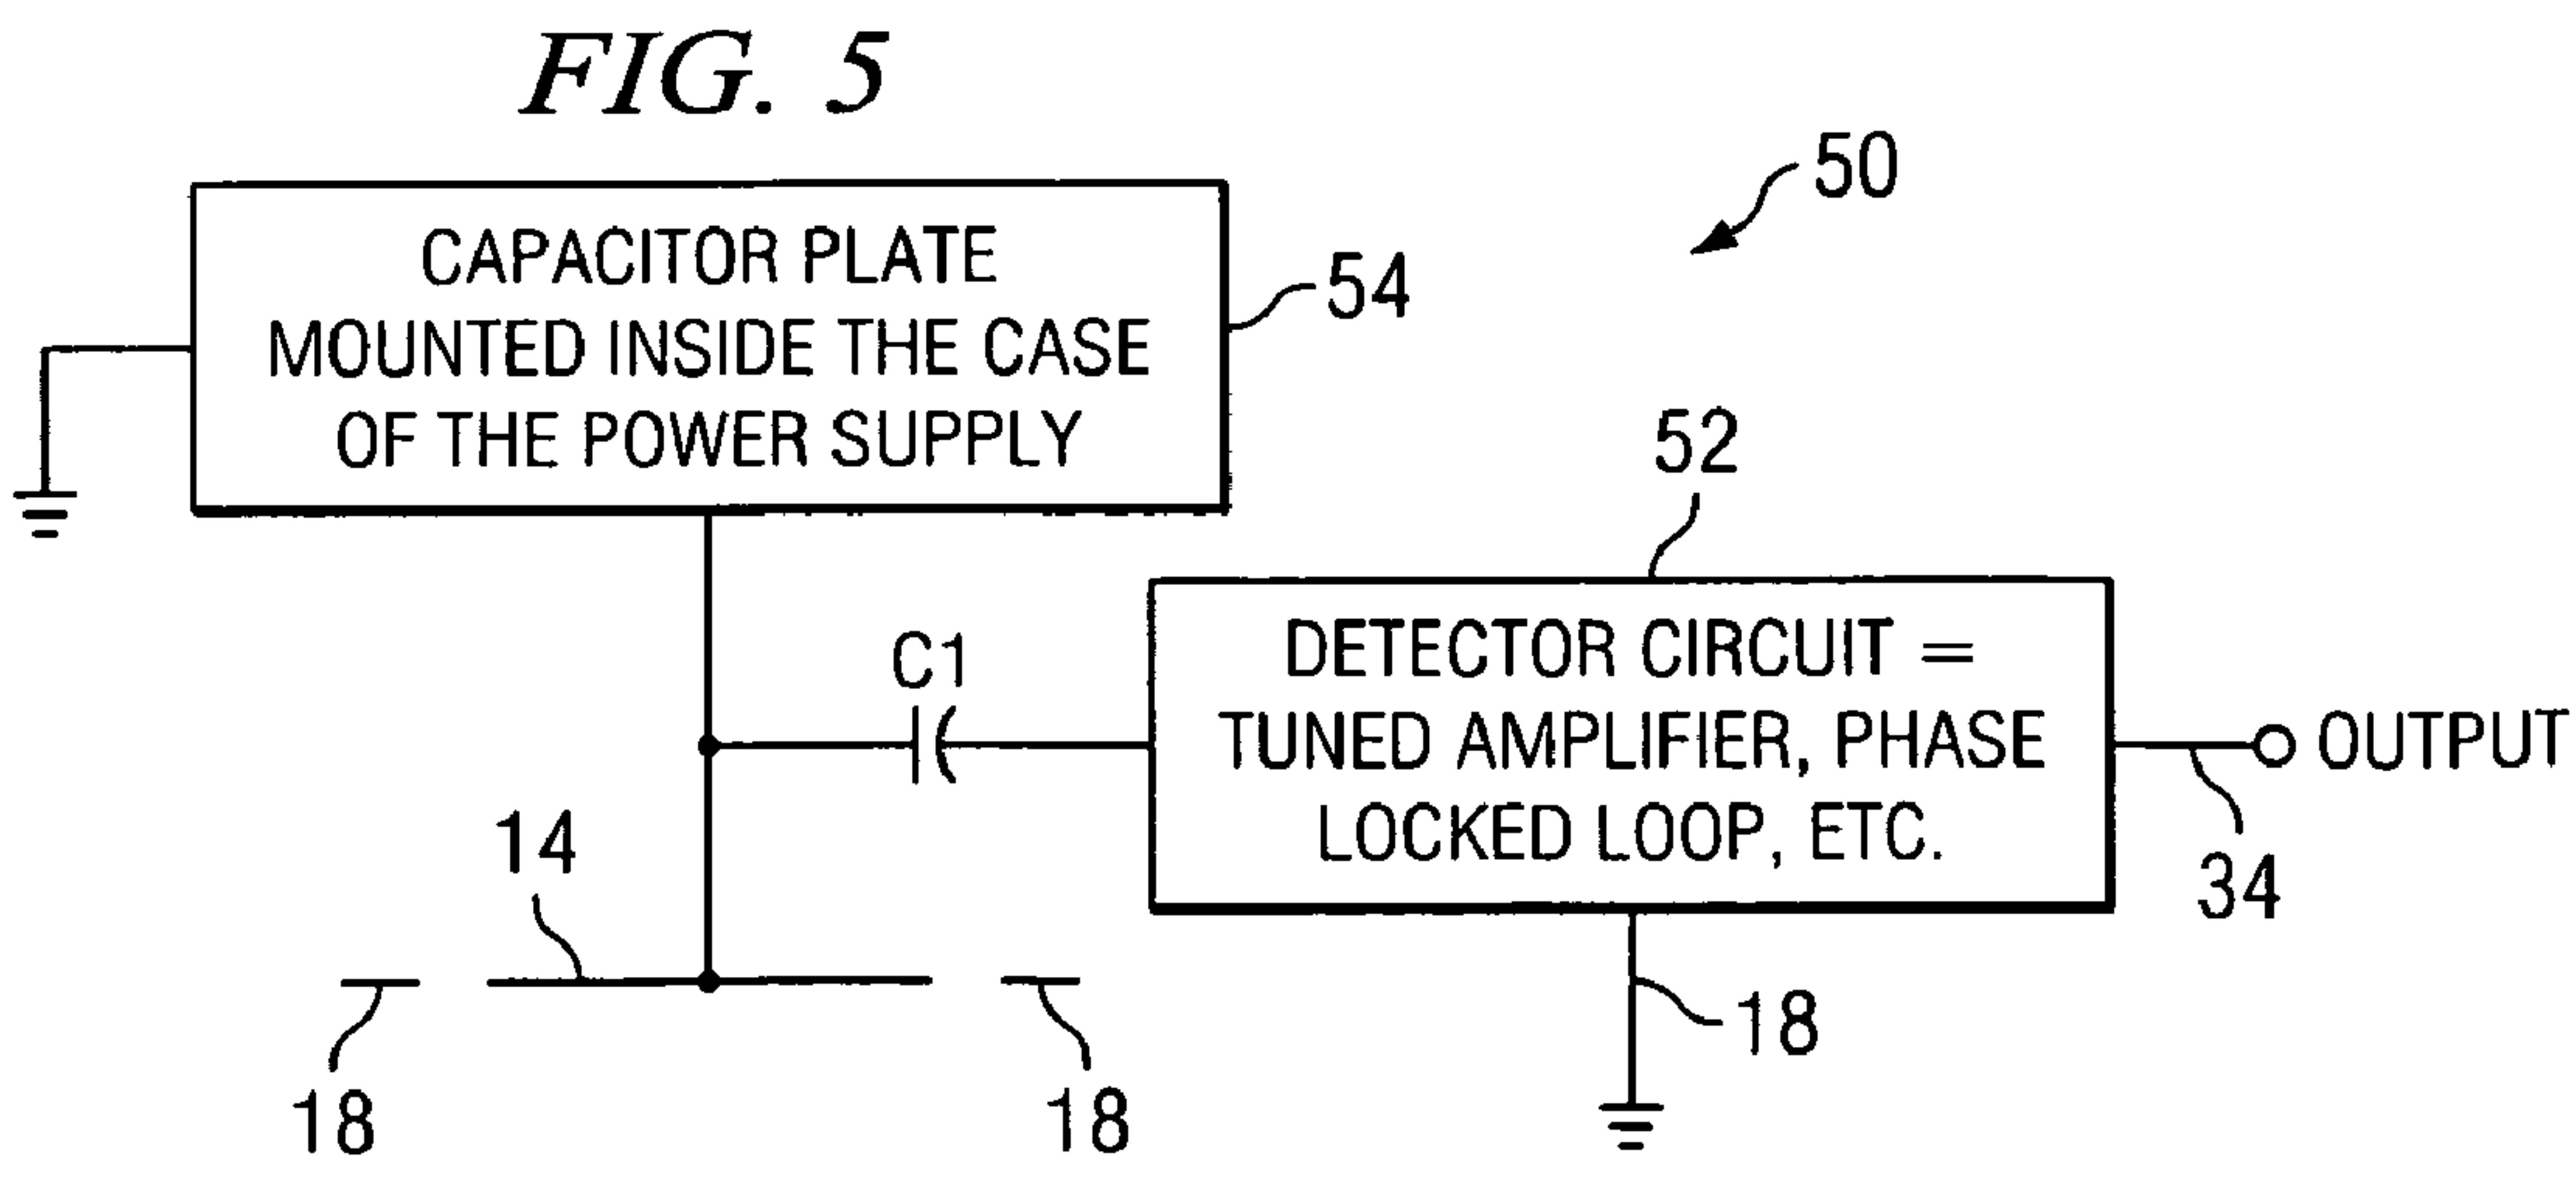 FIG. 5
50
CAPACITOR PLATE
MOUNTED INSIDE THE CASE
OF THE POWER SUPPLY
54
52
C1
DETECTOR CIRCUIT =
TUNED AMPLIFIER, PHASE
LOCKED LOOP, ETC.
OUTPUT
34
14
18
18
18